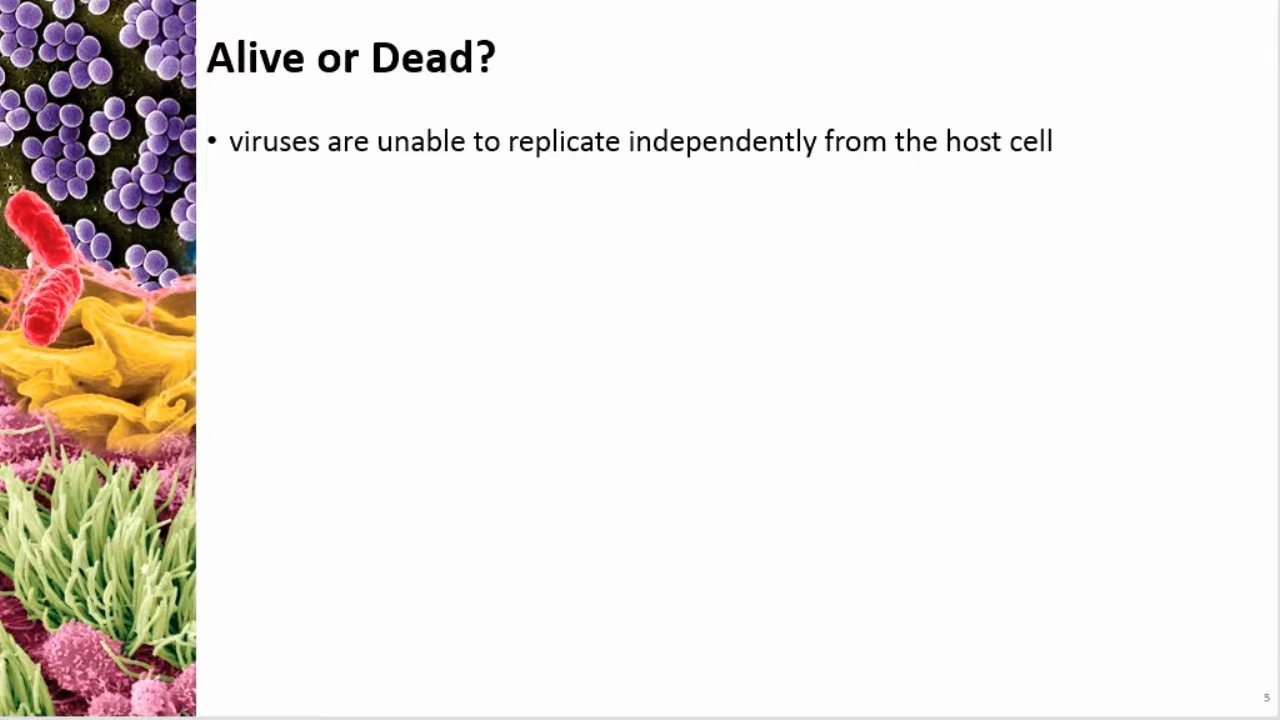 Alive or Dead?
• viruses are unable to replicate independently from the host cell
5